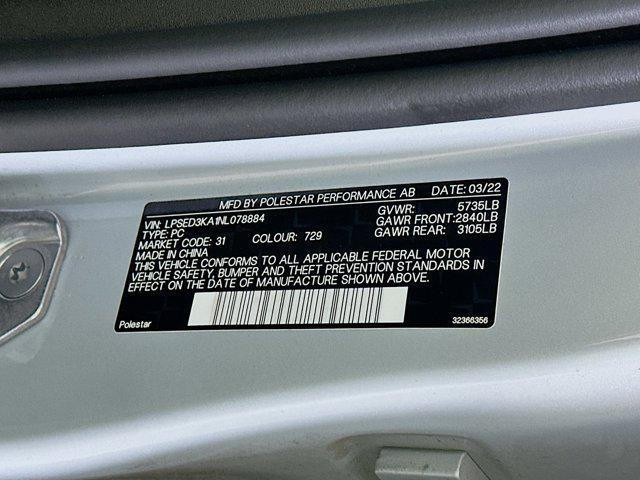 MFD BY POLESTAR PERFORMANCE AB DATE: 03/22
VIN: LPSED3KA1NL078884 GVWR: 5735LB
TYPE: PC GAWR FRONT: 2840LB
MARKET CODE: 31 COLOUR: 729 GAWR REAR: 3105LB
MADE IN CHINA
THIS VEHICLE CONFORMS TO ALL APPLICABLE FEDERAL MOTOR
VEHICLE SAFETY, BUMPER AND THEFT PREVENTION STANDARDS IN
EFFECT ON THE DATE OF MANUFACTURE SHOWN ABOVE.
Polestar 32366356